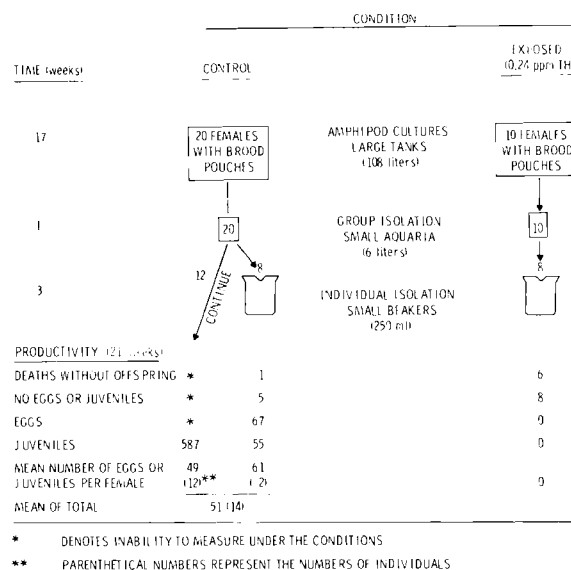 CONDITION
EXPOSED
TIME (weeks) CONTROL (0.24 ppm TH
17 20 FEMALES WITH BROOD POUCHES AMPHIPOD CULTURES LARGE TANKS (108 liters) 10 FEMALES WITH BROOD POUCHES
1 20 GROUP ISOLATION SMALL AQUARIA (6 liters) 10
12 CONTINUE 8 8
3 INDIVIDUAL ISOLATION SMALL BEAKERS (250 ml)
PRODUCTIVITY (21 weeks)
DEATHS WITHOUT OFFSPRING * 1 6
NO EGGS OR JUVENILES * 5 8
EGGS * 67 0
JUVENILES 587 55 0
MEAN NUMBER OF EGGS OR 49 61
JUVENILES PER FEMALE (12)** ( 2) 0
MEAN OF TOTAL 51 (14)
* DENOTES INABILITY TO MEASURE UNDER THE CONDITIONS
** PARENTHETICAL NUMBERS REPRESENT THE NUMBERS OF INDIVIDUALS